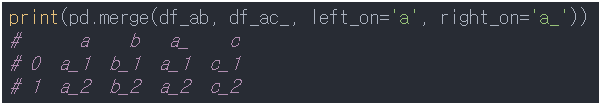 print(pd.merge(df_ab, df_ac_, left_on='a', right_on='a_'))
#      a    b   a_    c
# 0  a_1  b_1  a_1  c_1
# 1  a_2  b_2  a_2  c_2